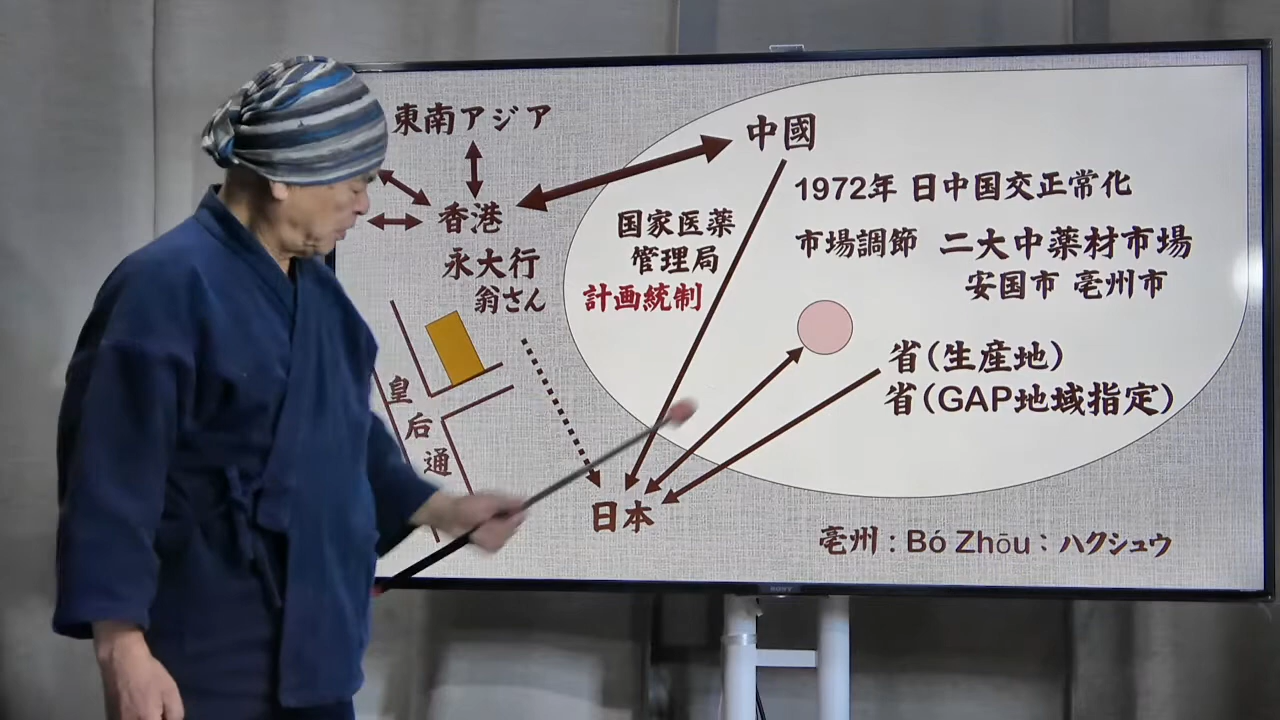 東南アジア
中國
1972年 日中国交正常化
香港
国家医薬
管理局
計画統制
市場調節 二大中薬材市場
安国市 亳州市
永大行
翁さん
省(生産地)
省(GAP地域指定)
皇
后
通
日本
亳州:Bó Zhōu:ハクシュウ
SONY